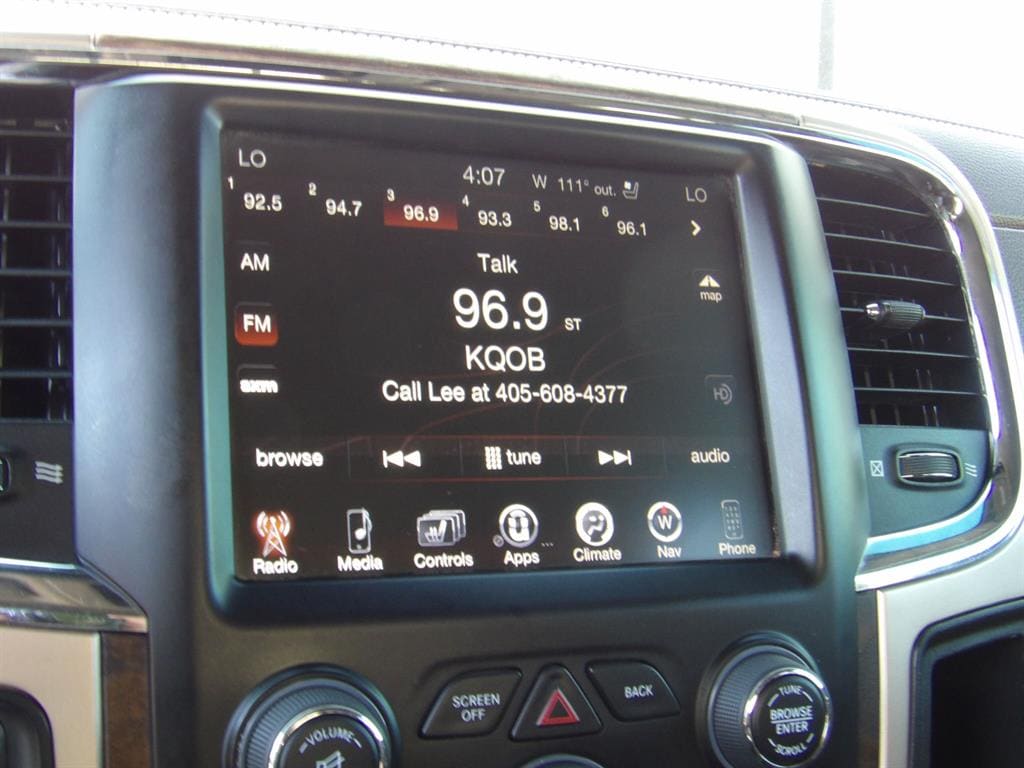 LO 4:07 W 111° out. LO
1 92.5 2 94.7 3 96.9 4 93.3 5 98.1 6 96.1
AM
Talk
map
FM
96.9 ST
KQOB
sxm
Call Lee at 405-608-4377
HD
browse tune audio
Radio Media Controls Apps Climate Nav Phone
W
SCREEN
OFF
BACK
VOLUME
TUNE
BROWSE
ENTER
SCROLL